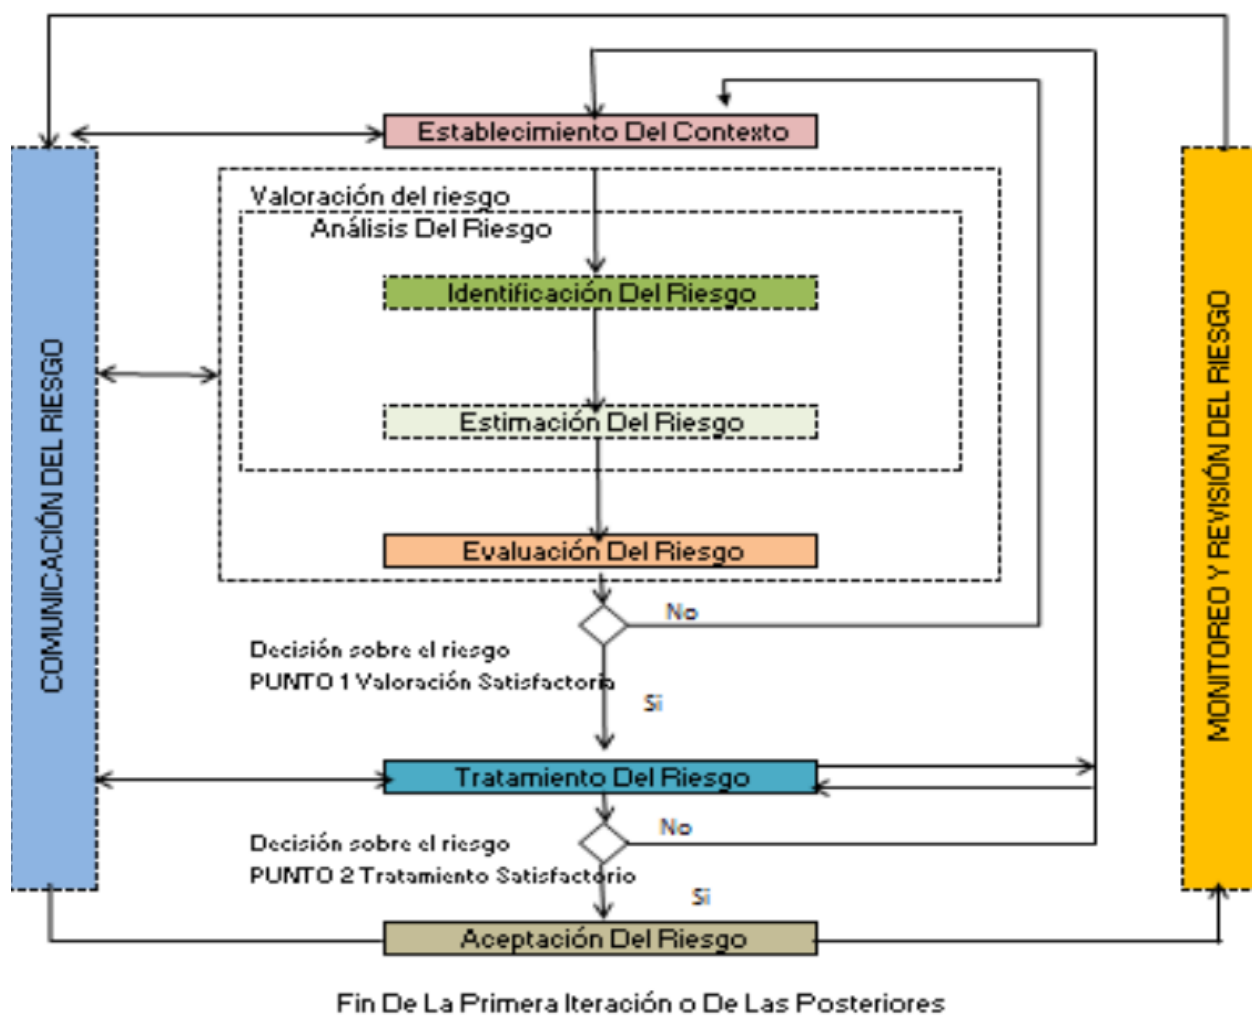 Establecimiento Del Contexto
Valoración del riesgo
Análisis Del Riesgo
Identificación Del Riesgo
Estimación Del Riesgo
Evaluación Del Riesgo
No
Decisión sobre el riesgo
PUNTO 1 Valoración Satisfactoria
Si
Tratamiento Del Riesgo
No
Decisión sobre el riesgo
PUNTO 2 Tratamiento Satisfactorio
Si
Aceptación Del Riesgo
COMUNICACIÓN DEL RIESGO
MONITOREO Y REVISIÓN DEL RIESGO
Fin De La Primera Iteración o De Las Posteriores